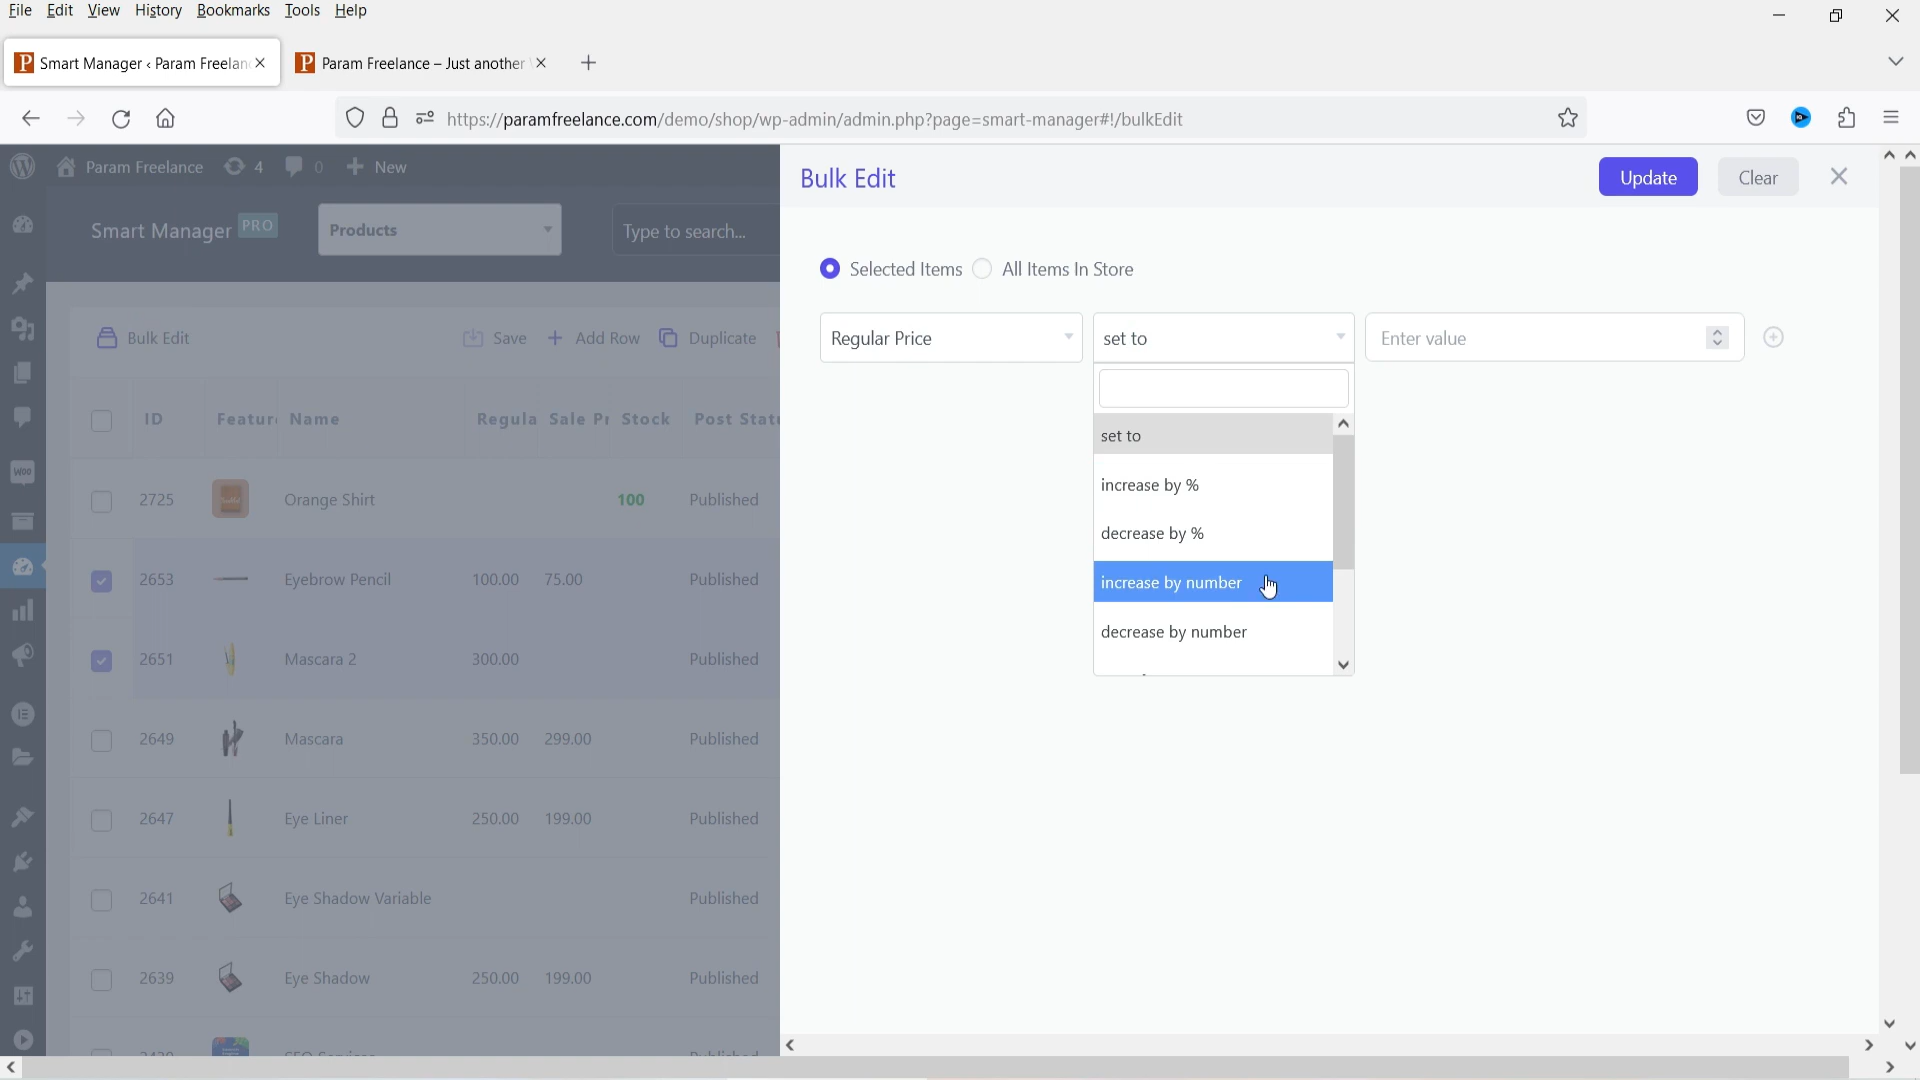 File Edit View History Bookmarks Tools Help
Smart Manager ‹ Param Freelan
Param Freelance – Just another
https://paramfreelance.com/demo/shop/wp-admin/admin.php?page=smart-manager#!/bulkEdit
Param Freelance 4 0 New
Smart Manager PRO
Products
Type to search...
Bulk Edit
Update
Clear
Selected Items
All Items In Store
Bulk Edit
Save
Add Row
Duplicate
Regular Price
set to
Enter value
set to
increase by %
decrease by %
increase by number
decrease by number
ID Featur Name Regula Sale Pr Stock Post Stat
2725 Orange Shirt 100 Published
2653 Eyebrow Pencil 100.00 75.00 Published
2651 Mascara 2 300.00 Published
2649 Mascara 350.00 299.00 Published
2647 Eye Liner 250.00 199.00 Published
2641 Eye Shadow Variable Published
2639 Eye Shadow 250.00 199.00 Published